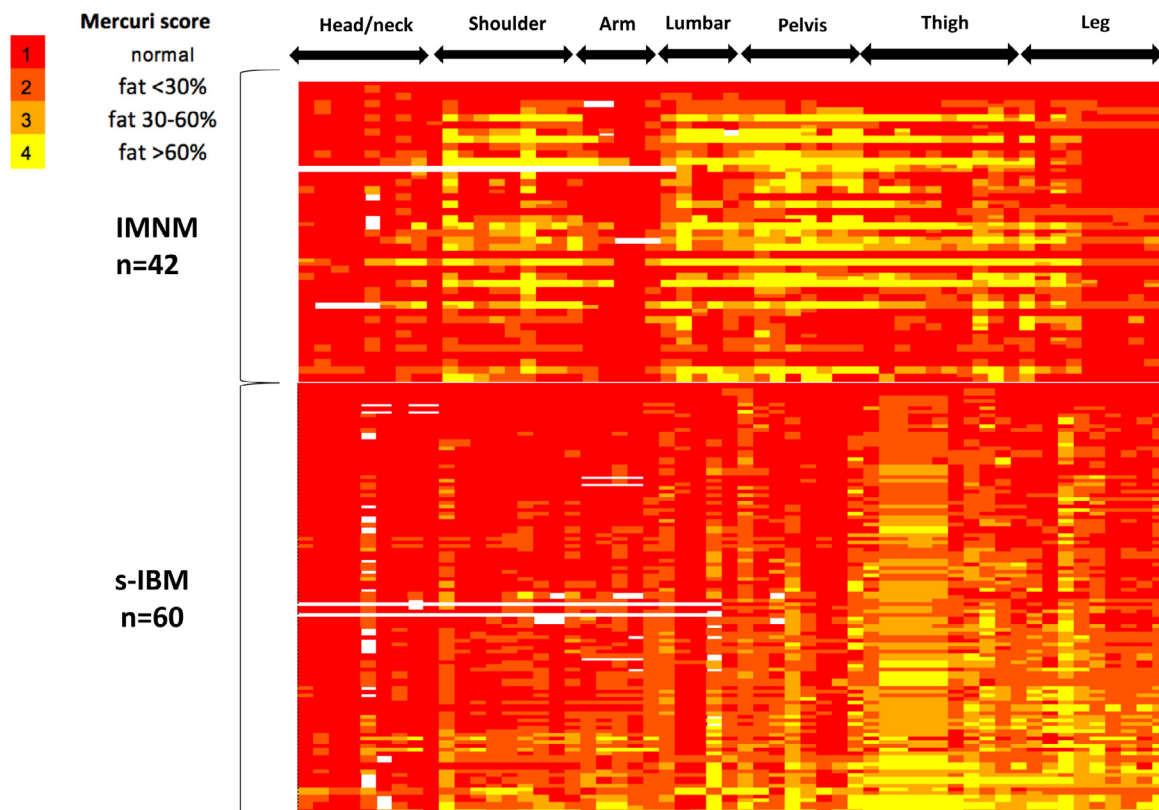 Mercuri score
1 normal
2 fat <30%
3 fat 30-60%
4 fat >60%
Head/neck Shoulder Arm Lumbar Pelvis Thigh Leg
IMNM
n=42
s-IBM
n=60